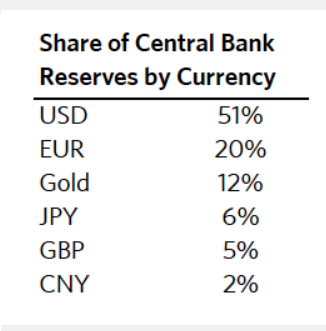 Share of Central Bank
Reserves by Currency
USD 51%
EUR 20%
Gold 12%
JPY 6%
GBP 5%
CNY 2%